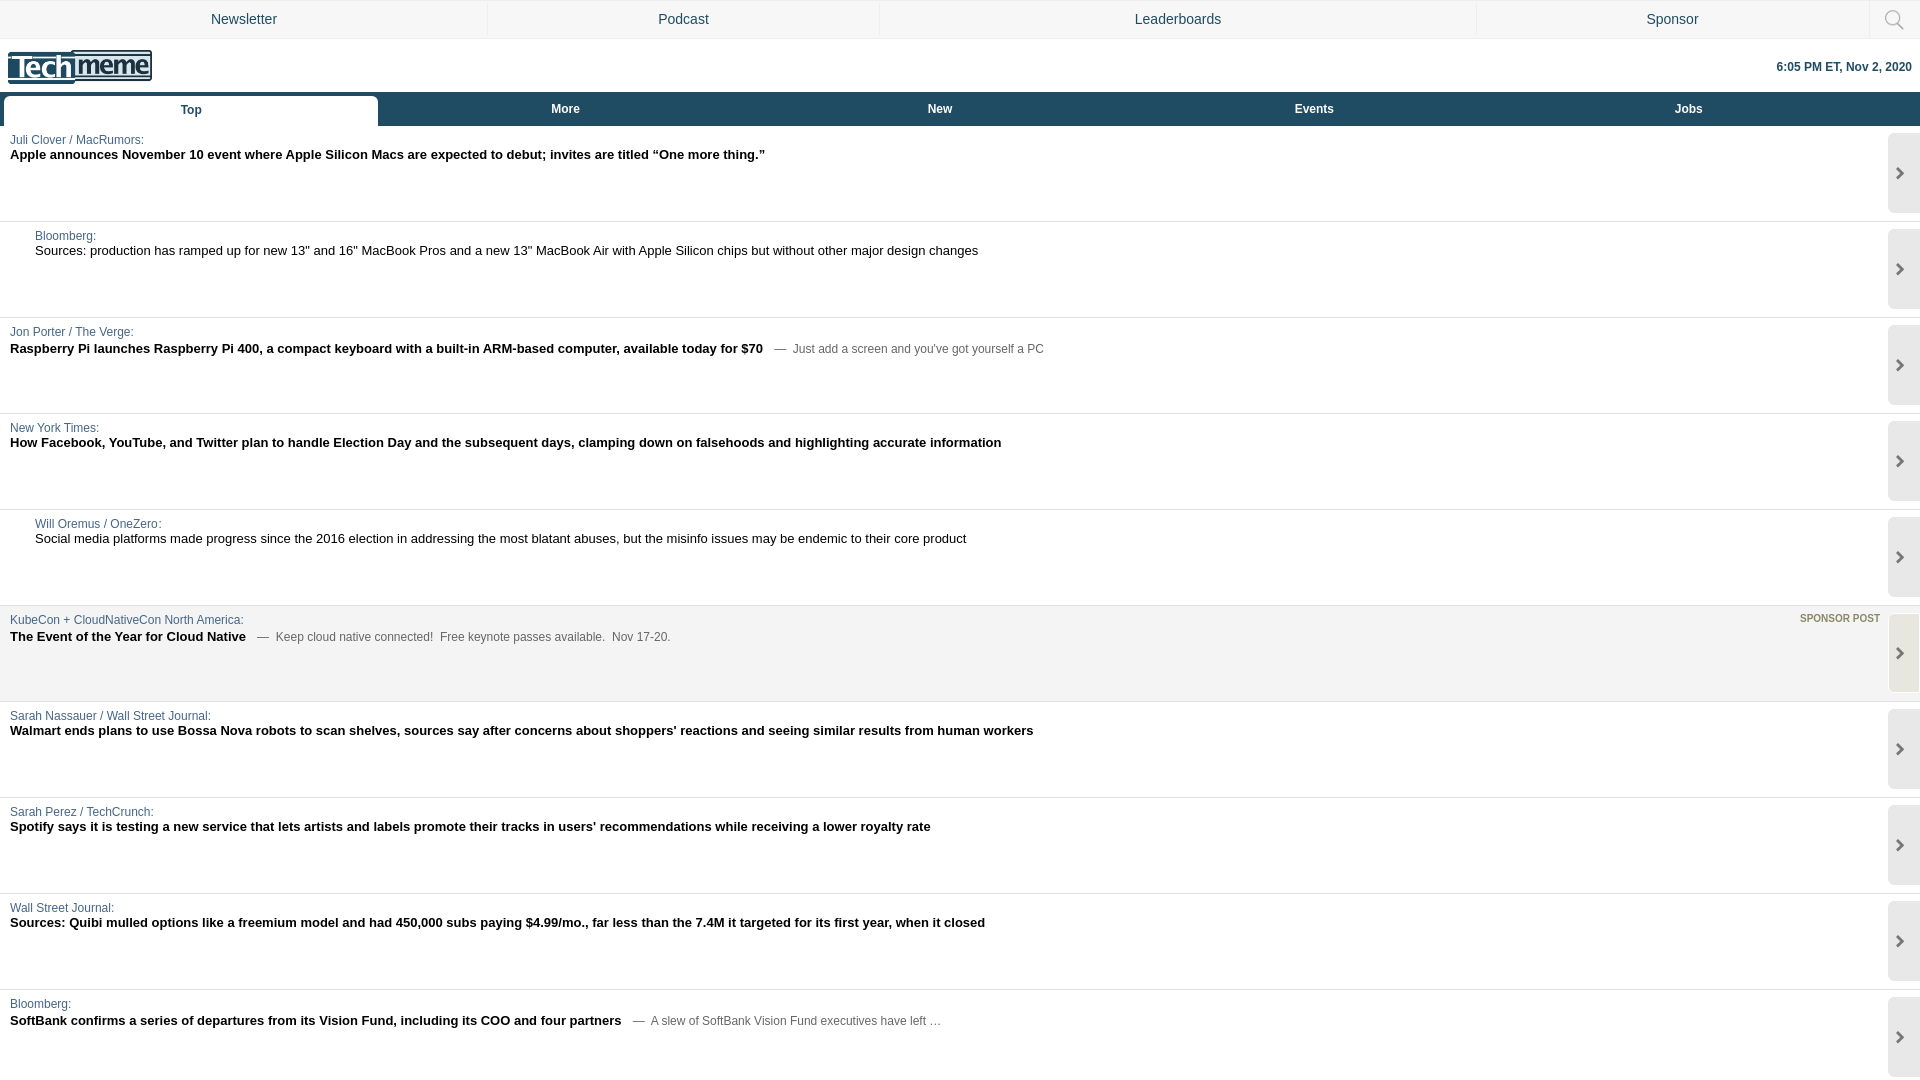 Newsletter Podcast Leaderboards Sponsor
Techmeme 6:05 PM ET, Nov 2, 2020
Top More New Events Jobs
Juli Clover / MacRumors:
Apple announces November 10 event where Apple Silicon Macs are expected to debut; invites are titled “One more thing.”
Bloomberg:
Sources: production has ramped up for new 13" and 16" MacBook Pros and a new 13" MacBook Air with Apple Silicon chips but without other major design changes
Jon Porter / The Verge:
Raspberry Pi launches Raspberry Pi 400, a compact keyboard with a built-in ARM-based computer, available today for $70 — Just add a screen and you've got yourself a PC
New York Times:
How Facebook, YouTube, and Twitter plan to handle Election Day and the subsequent days, clamping down on falsehoods and highlighting accurate information
Will Oremus / OneZero:
Social media platforms made progress since the 2016 election in addressing the most blatant abuses, but the misinfo issues may be endemic to their core product
KubeCon + CloudNativeCon North America: SPONSOR POST
The Event of the Year for Cloud Native — Keep cloud native connected! Free keynote passes available. Nov 17-20.
Sarah Nassauer / Wall Street Journal:
Walmart ends plans to use Bossa Nova robots to scan shelves, sources say after concerns about shoppers' reactions and seeing similar results from human workers
Sarah Perez / TechCrunch:
Spotify says it is testing a new service that lets artists and labels promote their tracks in users' recommendations while receiving a lower royalty rate
Wall Street Journal:
Sources: Quibi mulled options like a freemium model and had 450,000 subs paying $4.99/mo., far less than the 7.4M it targeted for its first year, when it closed
Bloomberg:
SoftBank confirms a series of departures from its Vision Fund, including its COO and four partners — A slew of SoftBank Vision Fund executives have left …